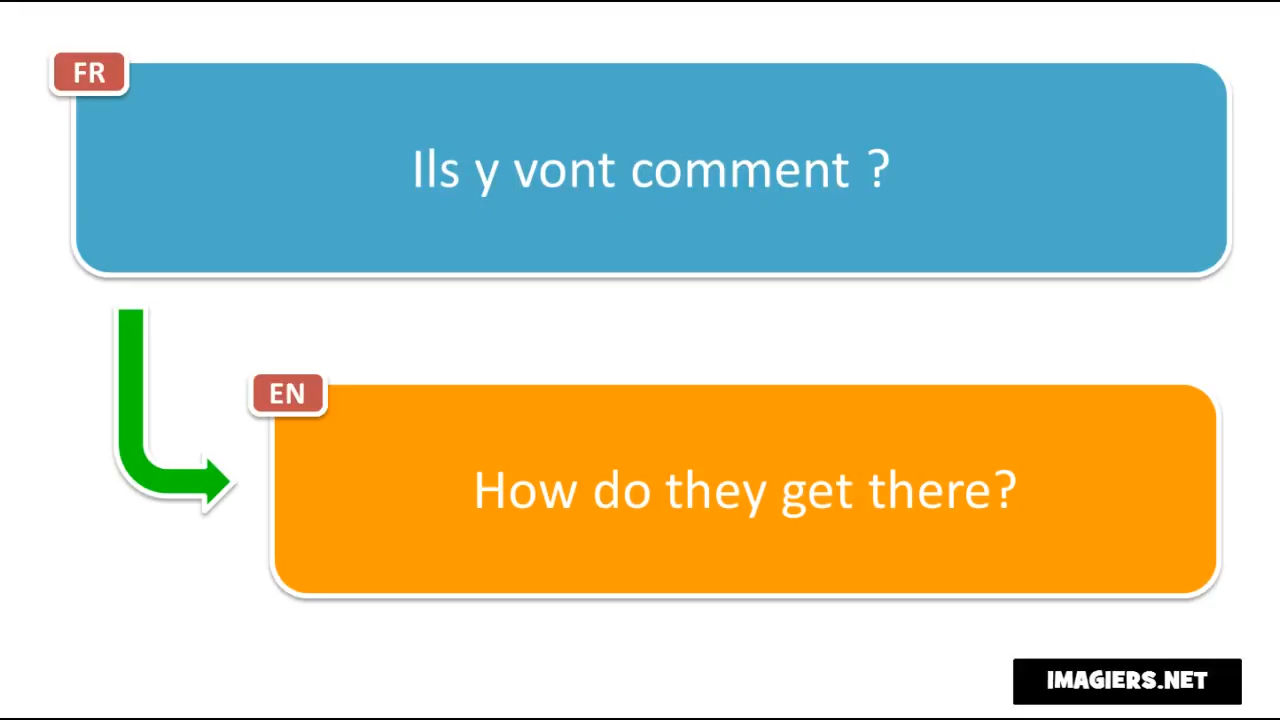 FR
Ils y vont comment ?
EN
How do they get there?
IMAGIERS.NET